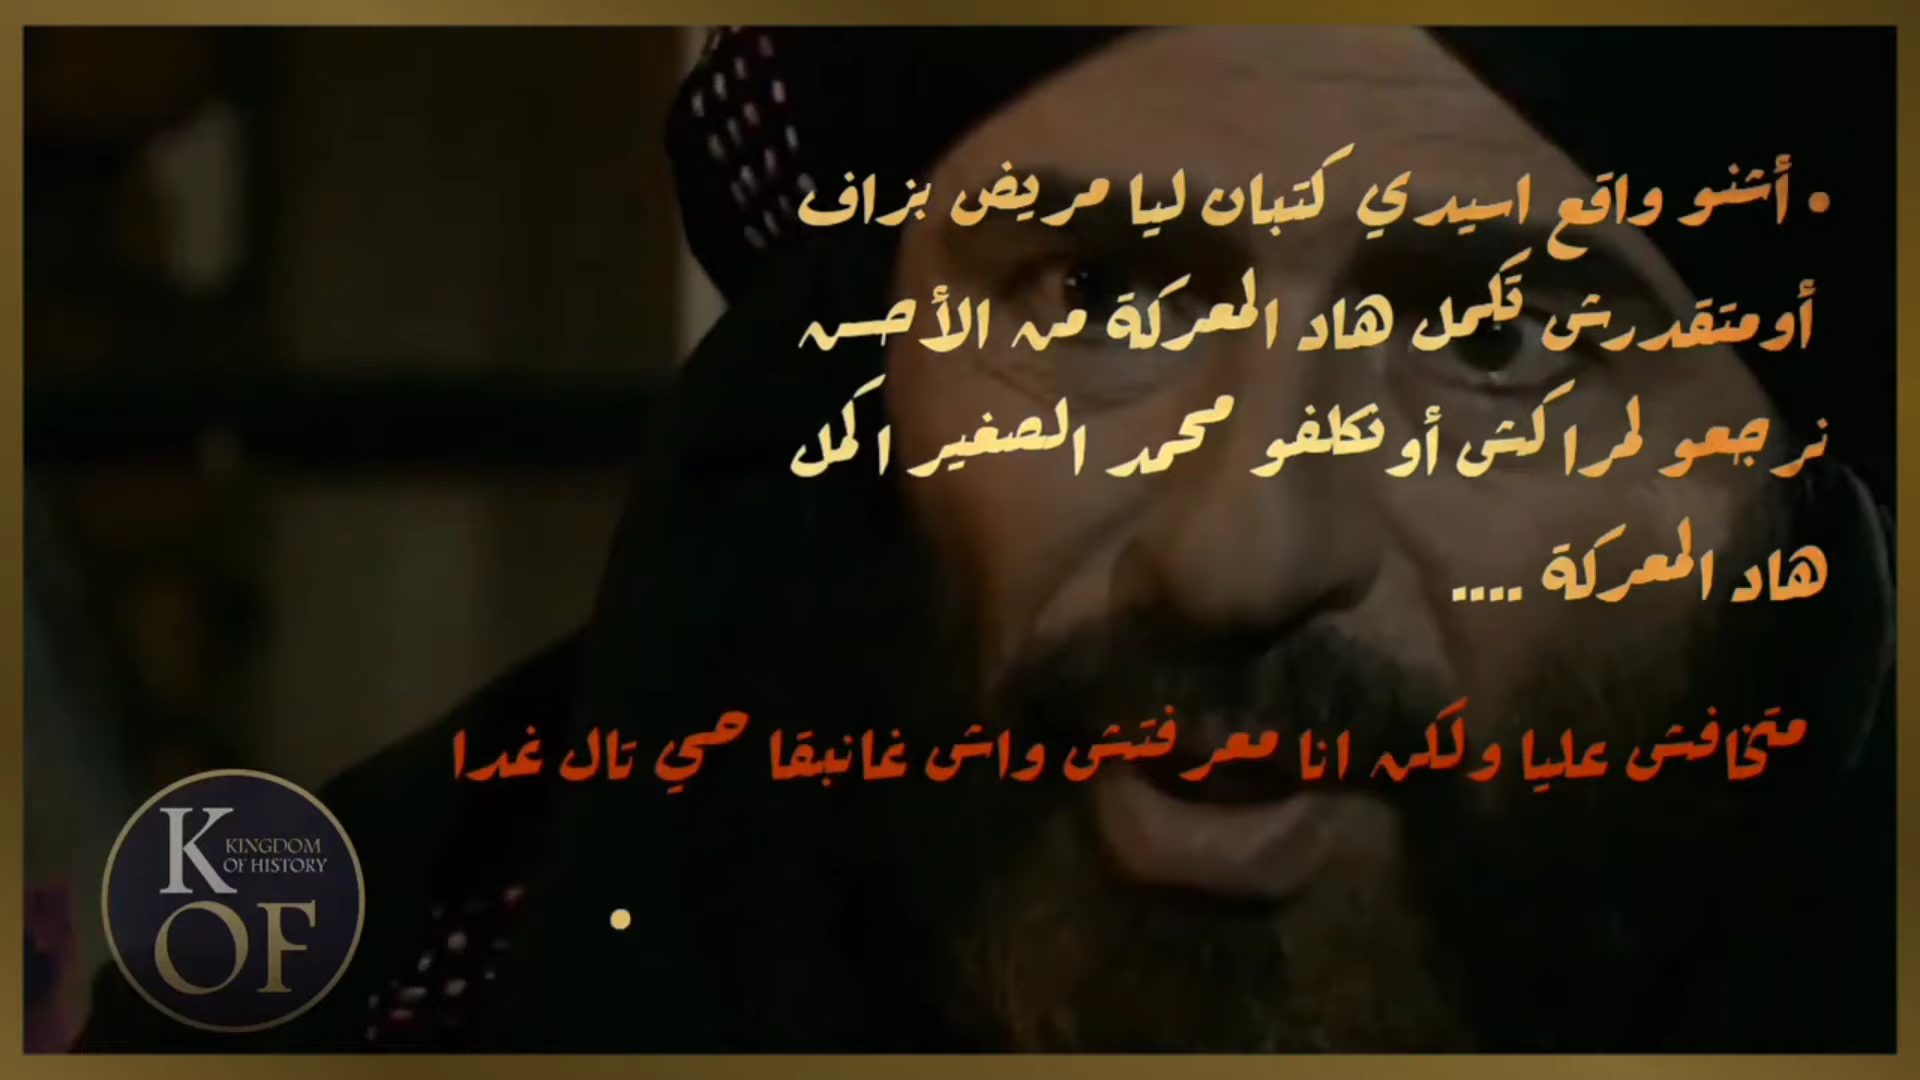 • أشنو واقع اسيدي كتبان ليا مريض بزاف
أومتقدرش تَكمل هاد المعركة من الأحسن
نرجعو لمراكش أونكلفو محمد الصغير اكمل
هاد المعركة ....
متخافش عليا ولكن انا معرفتش واش غانبقا حي تال غدا
K KINGDOM
OF HISTORY
OF